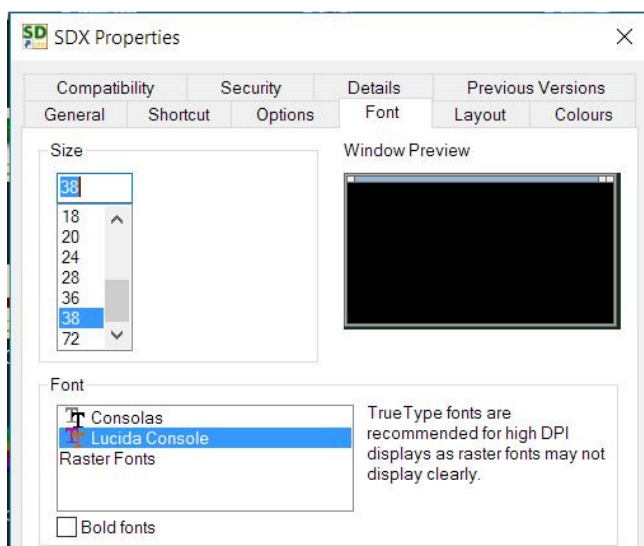 SD SDX Properties
Compatibility Security Details Previous Versions
General Shortcut Options Font Layout Colours
Size
Window Preview
38
18
20
24
28
36
38
72
Font
Consolas
Lucida Console
Raster Fonts
TrueType fonts are
recommended for high DPI
displays as raster fonts may not
display clearly.
Bold fonts